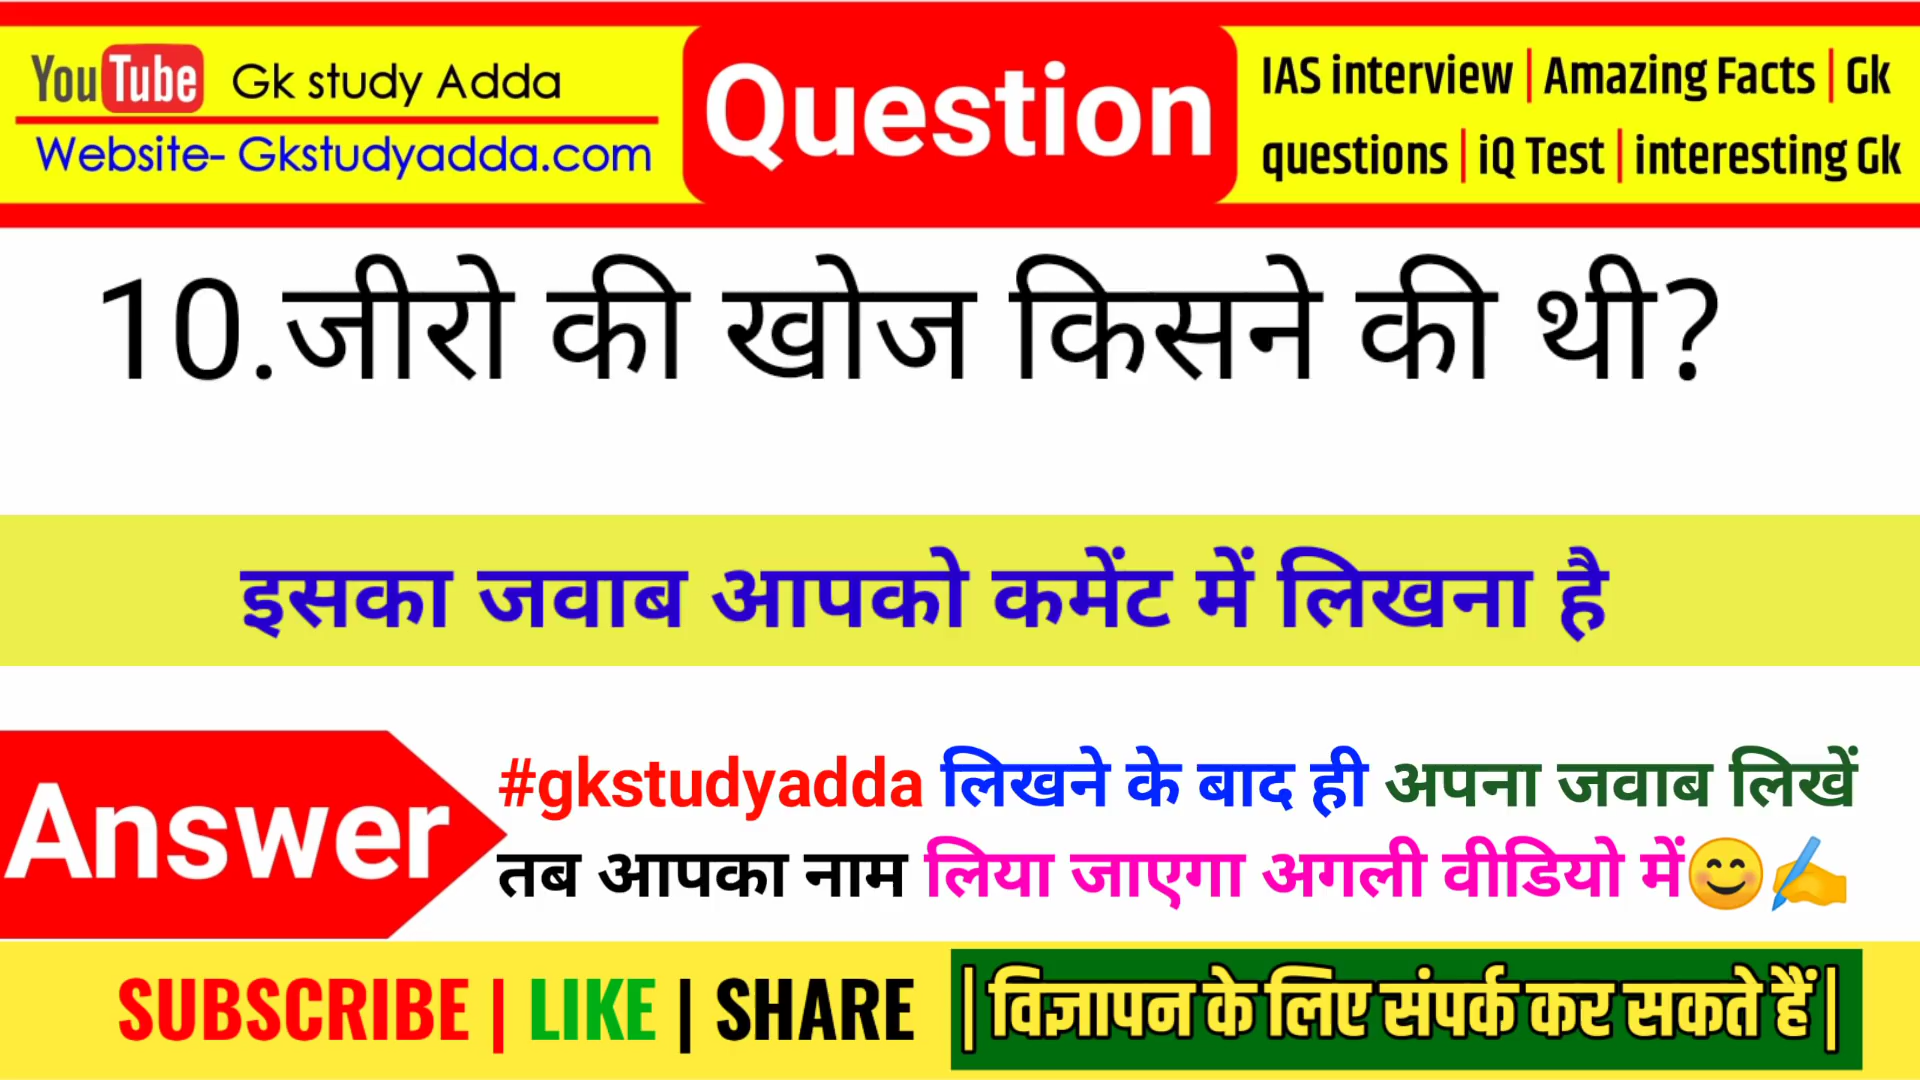 YouTube Gk study Adda
Website- Gkstudyadda.com
Question
IAS interview | Amazing Facts | Gk
questions | iQ Test | interesting Gk
10.जीरो की खोज किसने की थी?
इसका जवाब आपको कमेंट में लिखना है
Answer
#gkstudyadda लिखने के बाद ही अपना जवाब लिखें
तब आपका नाम लिया जाएगा अगली वीडियो में😊✍️
SUBSCRIBE | LIKE | SHARE
| विज्ञापन के लिए संपर्क कर सकते हैं |